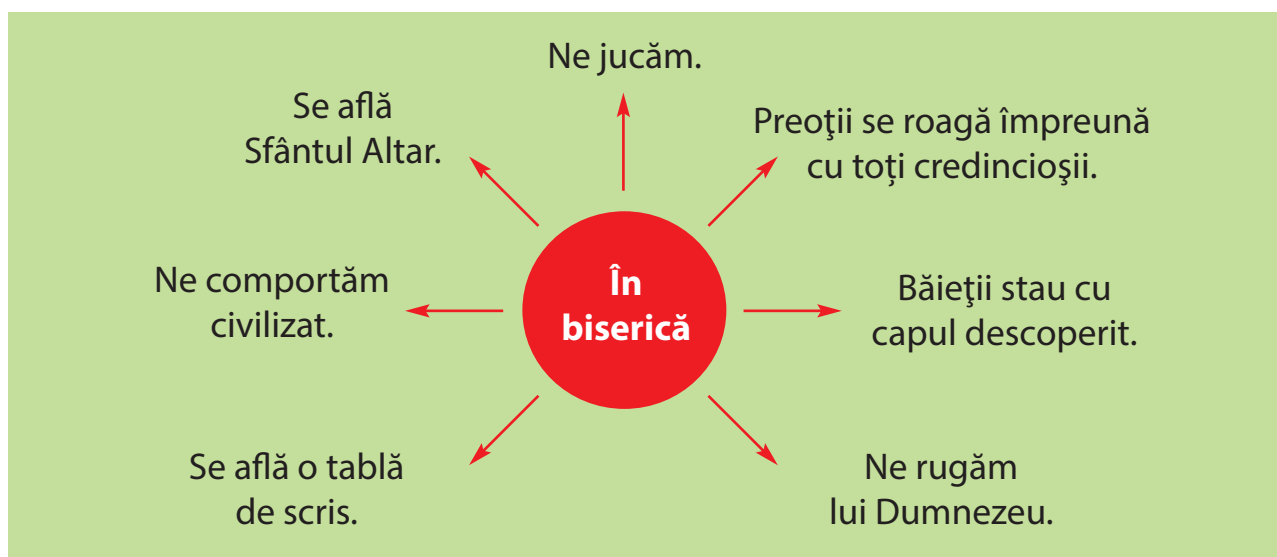 Ne jucăm.
Se află
Sfântul Altar.
Preoţii se roagă împreună
cu toți credincioşii.
Ne comportăm
civilizat.
În
biserică
Băieţii stau cu
capul descoperit.
Se află o tablă
de scris.
Ne rugăm
lui Dumnezeu.